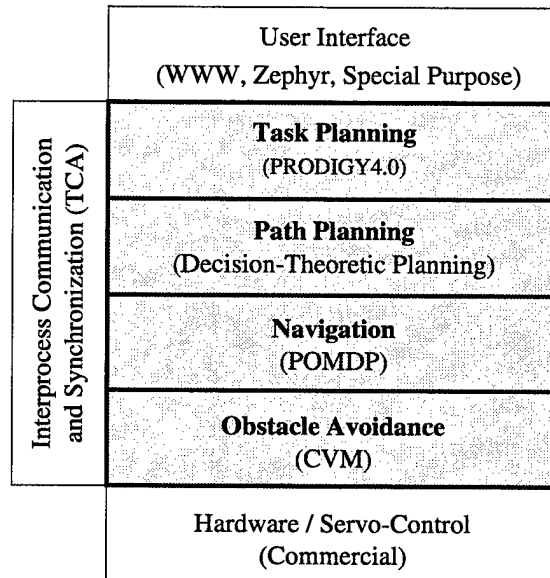 User Interface
(WWW, Zephyr, Special Purpose)
Interprocess Communication
and Synchronization (TCA)
Task Planning
(PRODIGY4.0)
Path Planning
(Decision-Theoretic Planning)
Navigation
(POMDP)
Obstacle Avoidance
(CVM)
Hardware / Servo-Control
(Commercial)